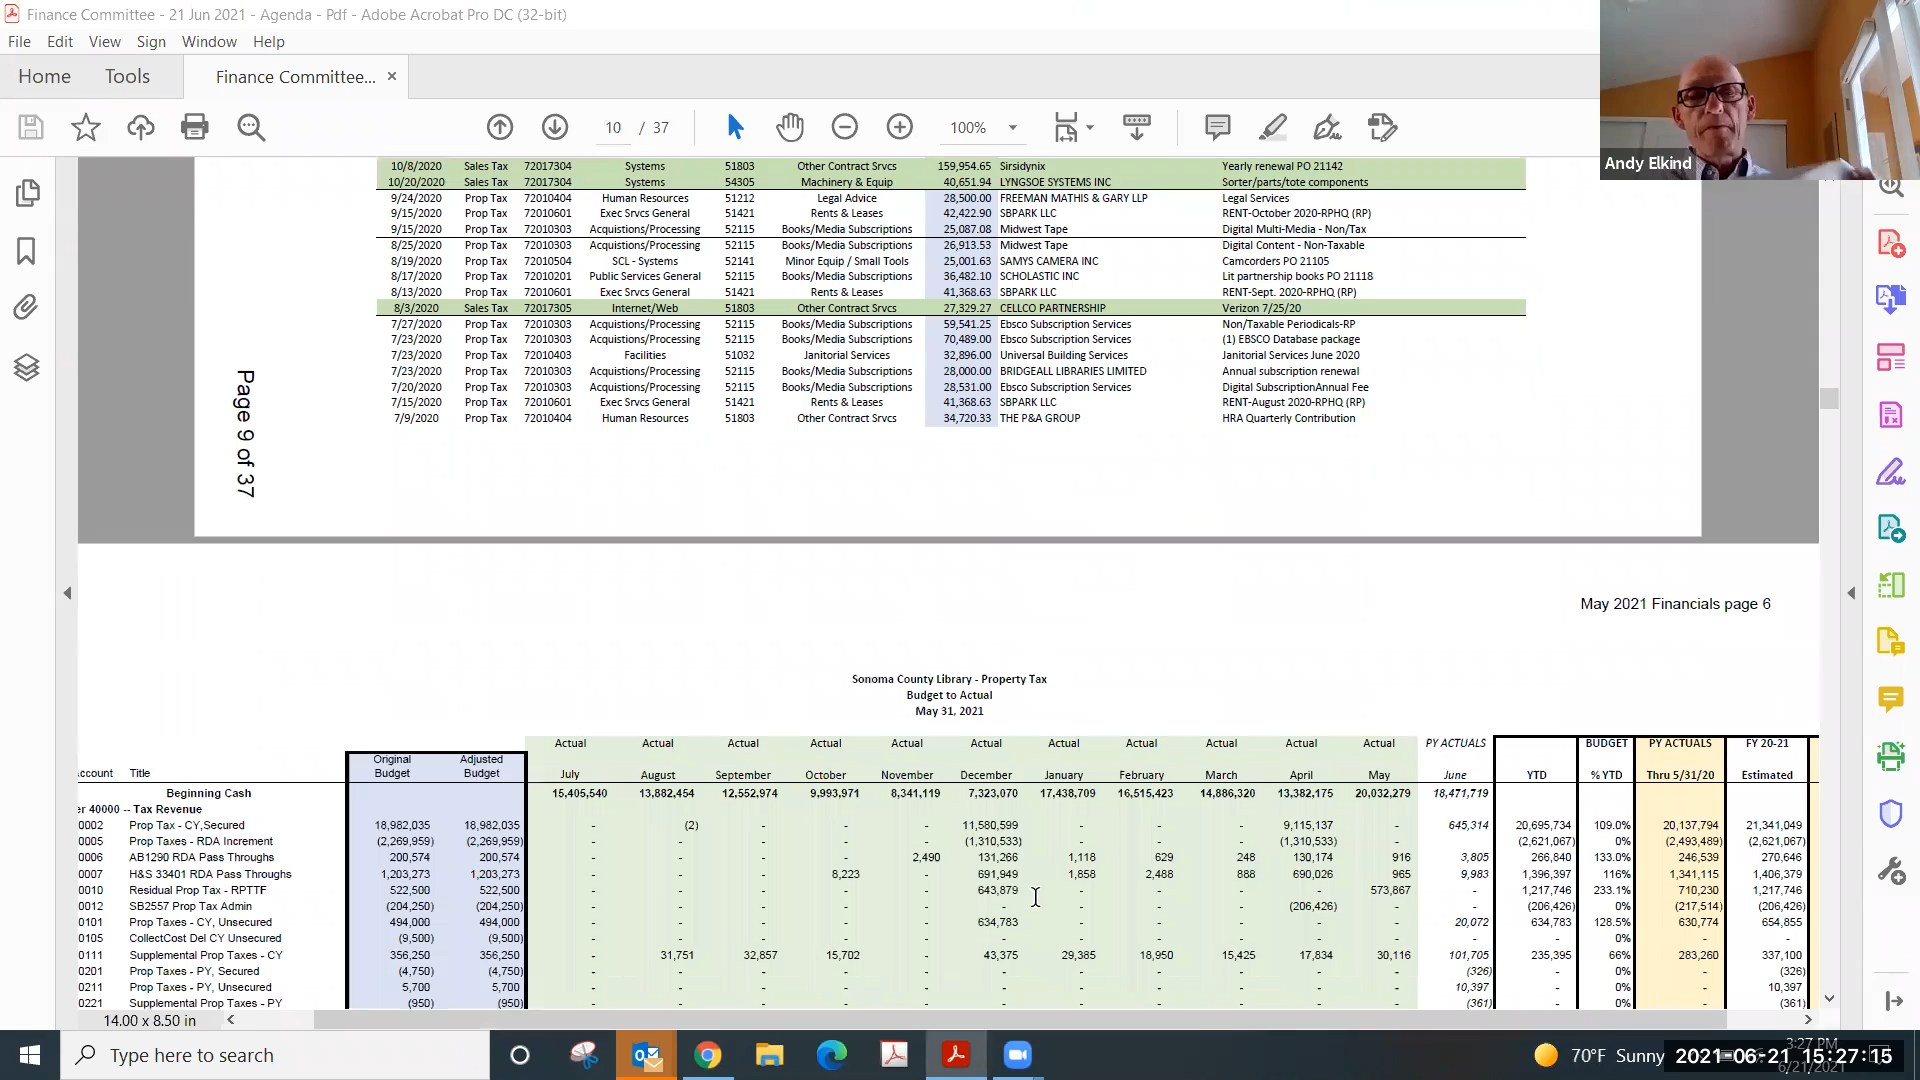 Finance Committee - 21 Jun 2021 - Agenda - Pdf - Adobe Acrobat Pro DC (32-bit)
File Edit View Sign Window Help
Home Tools Finance Committee... ×
10 / 37 100%
Andy Elkind
10/8/2020 Sales Tax 72017304 Systems 51803 Other Contract Srvcs 159,954.65 Sirsidynix Yearly renewal PO 21142
10/20/2020 Sales Tax 72017304 Systems 54305 Machinery & Equip 40,651.94 LYNGSOE SYSTEMS INC Sorter/parts/tote components
9/24/2020 Prop Tax 72010404 Human Resources 51212 Legal Advice 28,500.00 FREEMAN MATHIS & GARY LLP Legal Services
9/15/2020 Prop Tax 72010601 Exec Srvcs General 51421 Rents & Leases 42,422.90 SBPARK LLC RENT-October 2020-RPHQ (RP)
9/15/2020 Prop Tax 72010303 Acquistions/Processing 52115 Books/Media Subscriptions 25,087.08 Midwest Tape Digital Multi-Media - Non/Tax
8/25/2020 Prop Tax 72010303 Acquistions/Processing 52115 Books/Media Subscriptions 26,913.53 Midwest Tape Digital Content - Non-Taxable
8/19/2020 Prop Tax 72010504 SCL - Systems 52141 Minor Equip / Small Tools 25,001.63 SAMYS CAMERA INC Camcorders PO 21105
8/17/2020 Prop Tax 72010201 Public Services General 52115 Books/Media Subscriptions 36,482.10 SCHOLASTIC INC Lit partnership books PO 21118
8/13/2020 Prop Tax 72010601 Exec Srvcs General 51421 Rents & Leases 41,368.63 SBPARK LLC RENT-Sept. 2020-RPHQ (RP)
8/3/2020 Sales Tax 72017305 Internet/Web 51803 Other Contract Srvcs 27,329.27 CELLCO PARTNERSHIP Verizon 7/25/20
7/27/2020 Prop Tax 72010303 Acquistions/Processing 52115 Books/Media Subscriptions 59,541.25 Ebsco Subscription Services Non/Taxable Periodicals-RP
7/23/2020 Prop Tax 72010303 Acquistions/Processing 52115 Books/Media Subscriptions 70,489.00 Ebsco Subscription Services (1) EBSCO Database package
7/23/2020 Prop Tax 72010403 Facilities 51032 Janitorial Services 32,896.00 Universal Building Services Janitorial Services June 2020
7/23/2020 Prop Tax 72010303 Acquistions/Processing 52115 Books/Media Subscriptions 28,000.00 BRIDGEALL LIBRARIES LIMITED Annual subscription renewal
7/20/2020 Prop Tax 72010303 Acquistions/Processing 52115 Books/Media Subscriptions 28,531.00 Ebsco Subscription Services Digital SubscriptionAnnual Fee
7/15/2020 Prop Tax 72010601 Exec Srvcs General 51421 Rents & Leases 41,368.63 SBPARK LLC RENT-August 2020-RPHQ (RP)
7/9/2020 Prop Tax 72010404 Human Resources 51803 Other Contract Srvcs 34,720.33 THE P&A GROUP HRA Quarterly Contribution
Page 9 of 37
May 2021 Financials page 6
Sonoma County Library - Property Tax
Budget to Actual
May 31, 2021
Original Adjusted Actual Actual Actual Actual Actual Actual Actual Actual Actual Actual Actual PY ACTUALS BUDGET PY ACTUALS FY 20-21
ccount Title Budget Budget July August September October November December January February March April May June YTD % YTD Thru 5/31/20 Estimated
Beginning Cash 15,405,540 13,882,454 12,552,974 9,993,971 8,341,119 7,323,070 17,438,709 16,515,423 14,886,320 13,382,175 20,032,279 18,471,719
er 40000 -- Tax Revenue
0002 Prop Tax - CY,Secured 18,982,035 18,982,035 - (2) - - - 11,580,599 - - - 9,115,137 - 645,314 20,695,734 109.0% 20,137,794 21,341,049
0005 Prop Taxes - RDA Increment (2,269,959) (2,269,959) - - - - - (1,310,533) - - - (1,310,533) - (2,621,067) 0% (2,493,489) (2,621,067)
0006 AB1290 RDA Pass Throughs 200,574 200,574 - - - - 2,490 131,266 1,118 629 248 130,174 916 3,805 266,840 133.0% 246,539 270,646
0007 H&S 33401 RDA Pass Throughs 1,203,273 1,203,273 - - - 8,223 - 691,949 1,858 2,488 888 690,026 965 9,983 1,396,397 116% 1,341,115 1,406,379
0010 Residual Prop Tax - RPTTF 522,500 522,500 - - - - - 643,879 - - - - 573,867 1,217,746 233.1% 710,230 1,217,746
0012 SB2557 Prop Tax Admin (204,250) (204,250) - - - - - - - - - (206,426) - (206,426) 0% (217,514) (206,426)
0101 Prop Taxes - CY, Unsecured 494,000 494,000 - - - - - 634,783 - - - - - 20,072 634,783 128.5% 630,774 654,855
0105 CollectCost Del CY Unsecured (9,500) (9,500) - - - - - - - - - - - - 0% - -
0111 Supplemental Prop Taxes - CY 356,250 356,250 - 31,751 32,857 15,702 - 43,375 29,385 18,950 15,425 17,834 30,116 101,705 235,395 66% 283,260 337,100
0201 Prop Taxes - PY, Secured (4,750) (4,750) - - - - - - - - - - - (326) - 0% - (326)
0211 Prop Taxes - PY, Unsecured 5,700 5,700 - - - - - - - - - - - 10,397 - 0% - 10,397
0221 Supplemental Prop Taxes - PY (950) (950) - - - - - - - - - - - (361) - 0% - (361)
14.00 x 8.50 in
Type here to search
70°F Sunny
3:27 PM
6/21/2021
2021-06-21 15:27:15